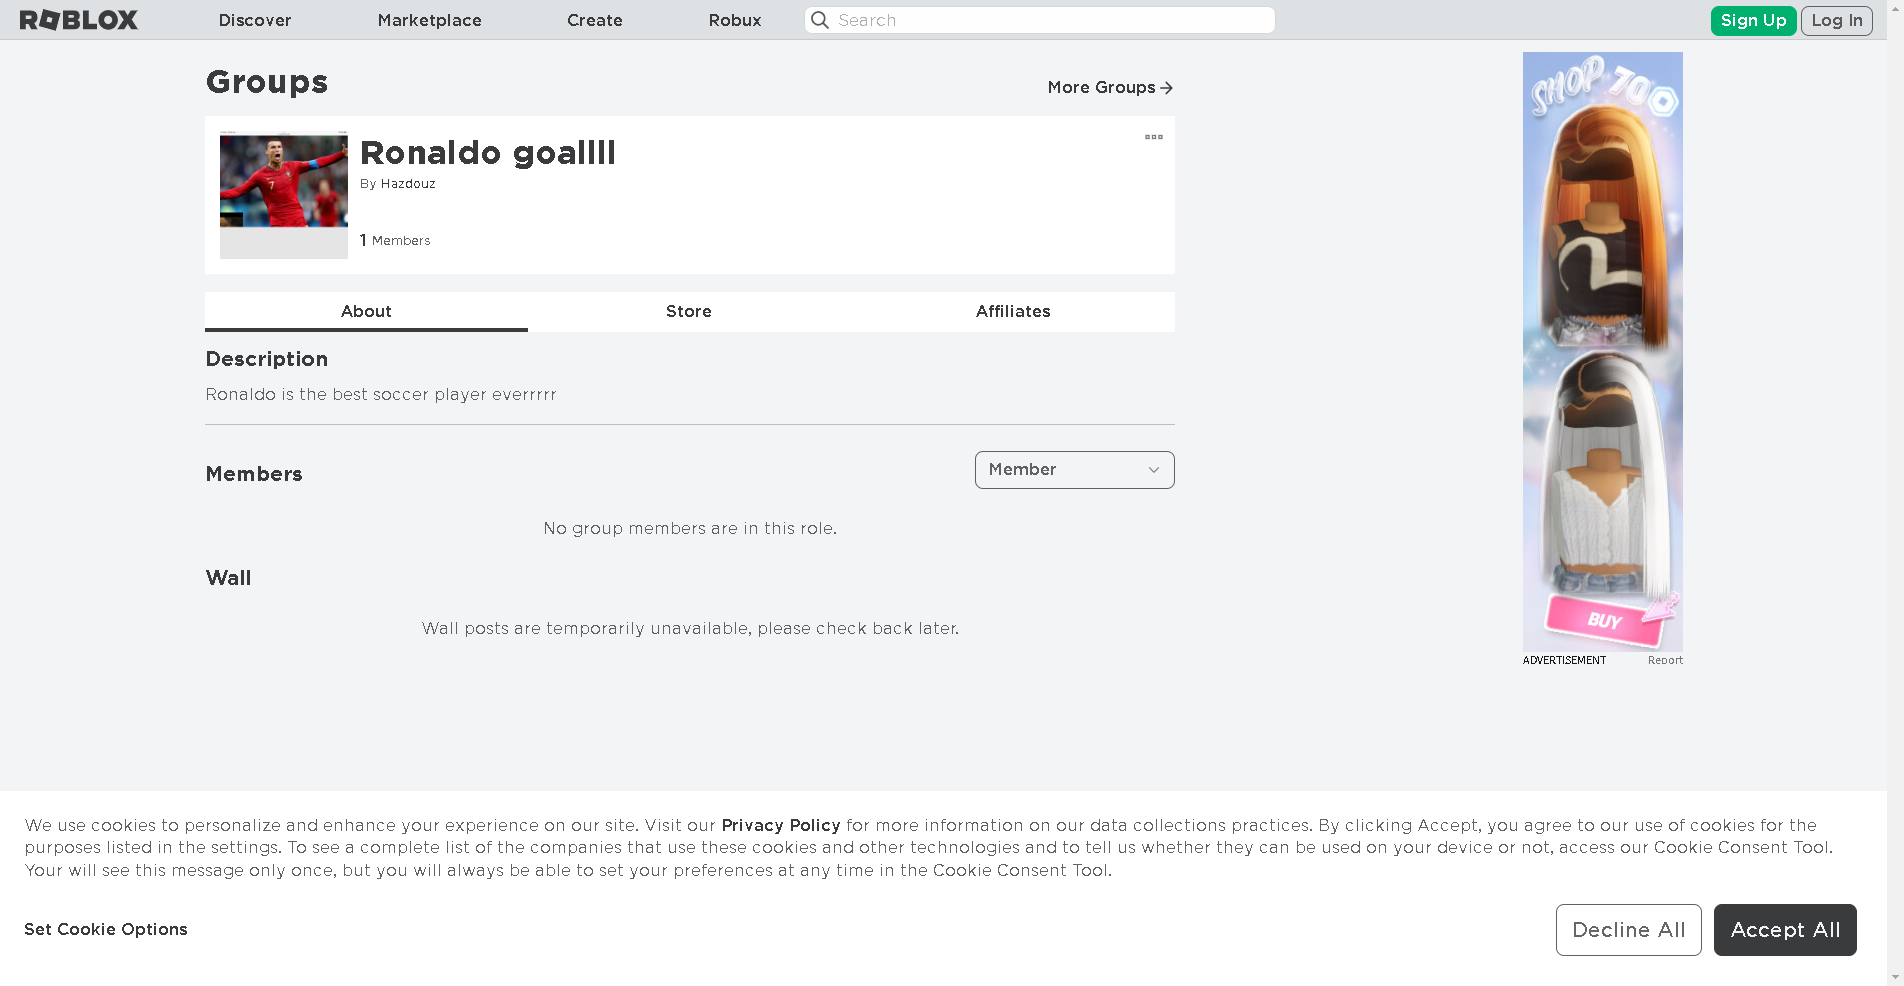 ROBLOX
Discover
Marketplace
Create
Robux
Search
Sign Up
Log In
Groups
More Groups
Ronaldo goallll
By Hazdouz
1 Members
About
Store
Affiliates
Description
Ronaldo is the best soccer player everrrrr
Members
Member
No group members are in this role.
Wall
Wall posts are temporarily unavailable, please check back later.
SHOP 70
BUY
ADVERTISEMENT
Report
We use cookies to personalize and enhance your experience on our site. Visit our Privacy Policy for more information on our data collections practices. By clicking Accept, you agree to our use of cookies for the
purposes listed in the settings. To see a complete list of the companies that use these cookies and other technologies and to tell us whether they can be used on your device or not, access our Cookie Consent Tool.
Your will see this message only once, but you will always be able to set your preferences at any time in the Cookie Consent Tool.
Set Cookie Options
Decline All
Accept All